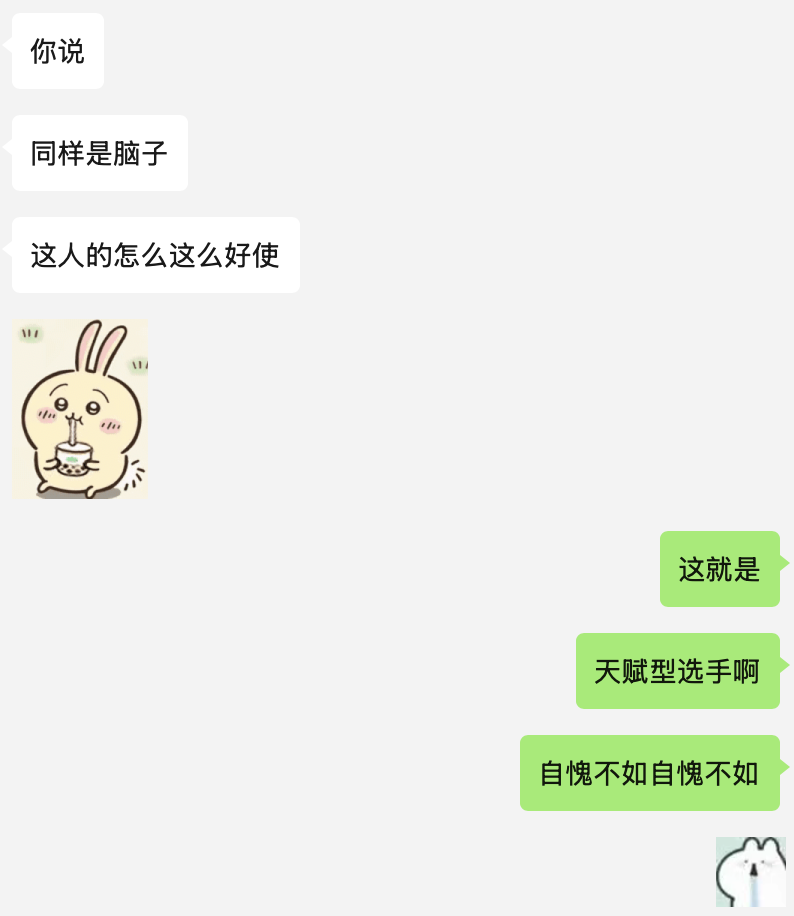 你说
同样是脑子
这人的怎么这么好使
这就是
天赋型选手啊
自愧不如自愧不如